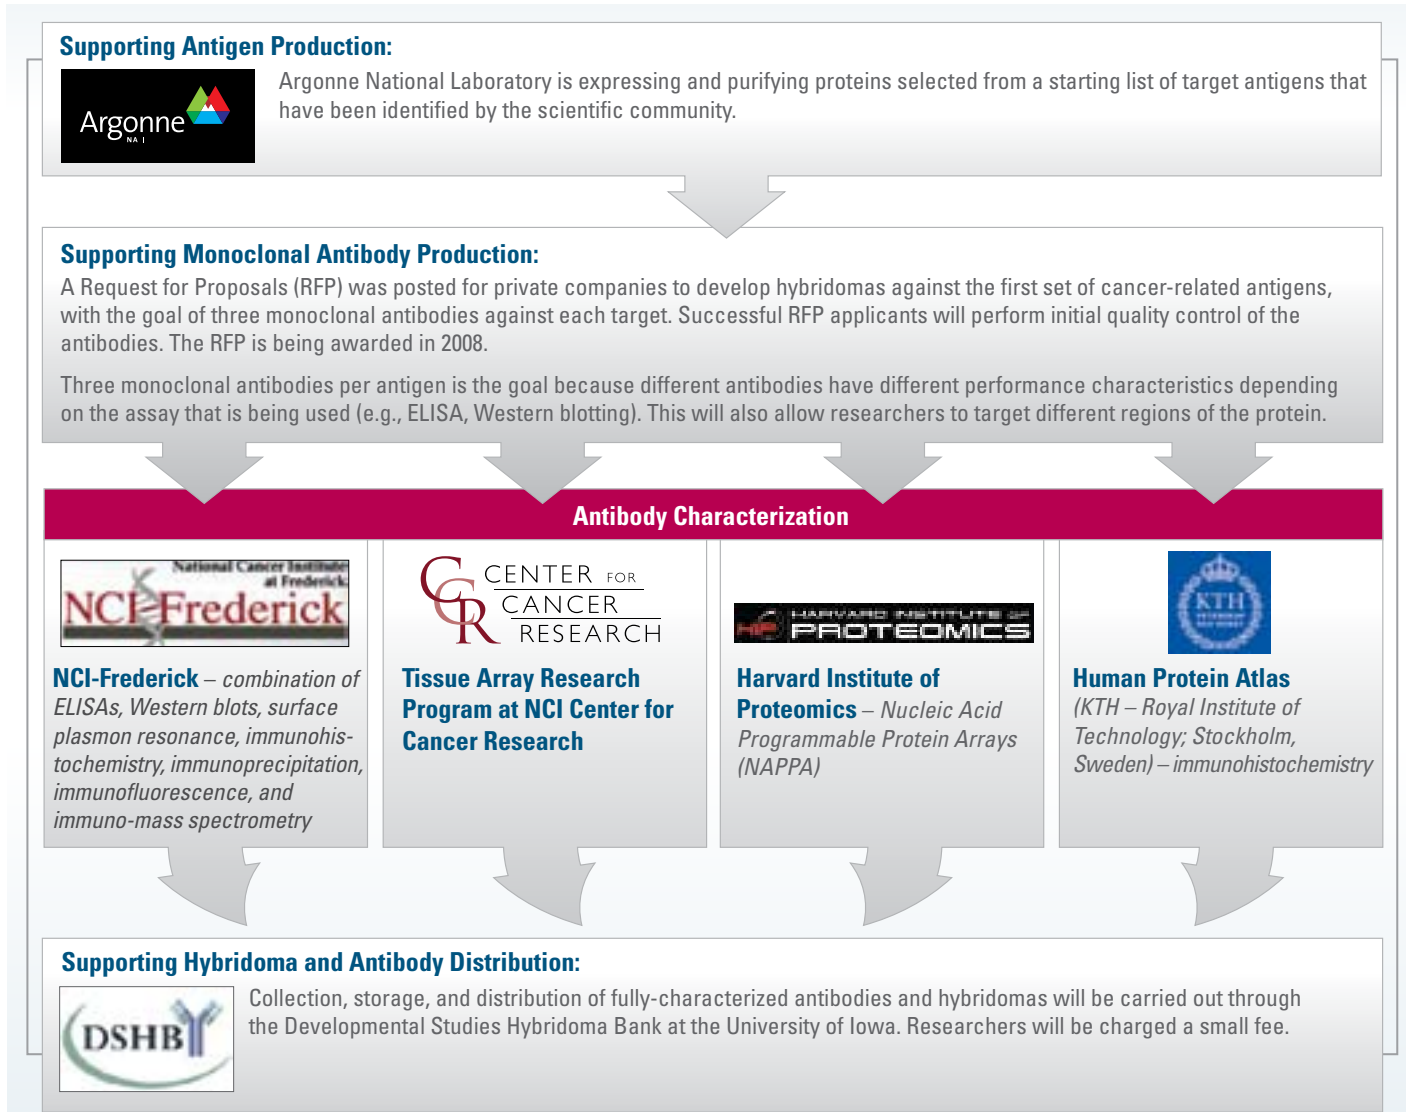 Supporting Antigen Production:
Argonne
NA
Argonne National Laboratory is expressing and purifying proteins selected from a starting list of target antigens that
have been identified by the scientific community.
Supporting Monoclonal Antibody Production:
A Request for Proposals (RFP) was posted for private companies to develop hybridomas against the first set of cancer-related antigens,
with the goal of three monoclonal antibodies against each target. Successful RFP applicants will perform initial quality control of the
antibodies. The RFP is being awarded in 2008.
Three monoclonal antibodies per antigen is the goal because different antibodies have different performance characteristics depending
on the assay that is being used (e.g., ELISA, Western blotting). This will also allow researchers to target different regions of the protein.
Antibody Characterization
National Cancer Institute
at Frederick
NCI-Frederick
NCI-Frederick – combination of
ELISAs, Western blots, surface
plasmon resonance, immunohis-
tochemistry, immunoprecipitation,
immunofluorescence, and
immuno-mass spectrometry
CCR
CENTER FOR
CANCER
RESEARCH
Tissue Array Research
Program at NCI Center for
Cancer Research
HIP
HARVARD INSTITUTE OF
PROTEOMICS
Harvard Institute of
Proteomics – Nucleic Acid
Programmable Protein Arrays
(NAPPA)
KTH
Human Protein Atlas
(KTH – Royal Institute of
Technology; Stockholm,
Sweden) – immunohistochemistry
Supporting Hybridoma and Antibody Distribution:
DSHB
Collection, storage, and distribution of fully-characterized antibodies and hybridomas will be carried out through
the Developmental Studies Hybridoma Bank at the University of Iowa. Researchers will be charged a small fee.